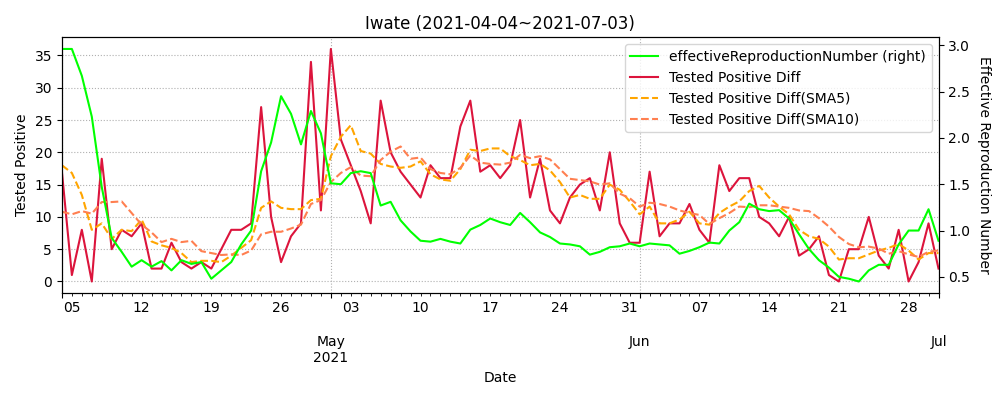 Iwate (2021-04-04~2021-07-03)
effectiveReproductionNumber (right)
Tested Positive Diff
Tested Positive Diff(SMA5)
Tested Positive Diff(SMA10)
Tested Positive
35
30
25
20
15
10
5
0
3.0
2.5
2.0
1.5
1.0
0.5
Effective Reproduction Number
05 12 19 26 03 10 17 24 07 14 28
May Jun Jul
2021
Date